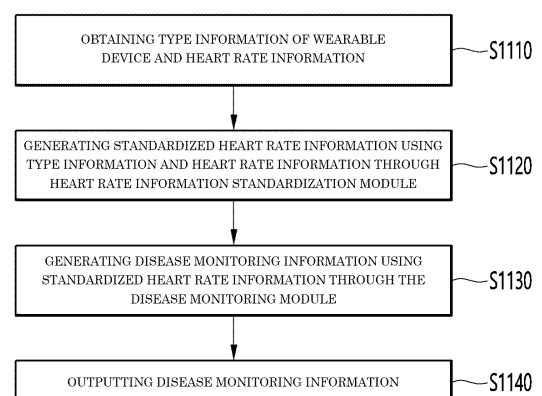 OBTAINING TYPE INFORMATION OF WEARABLE
DEVICE AND HEART RATE INFORMATION
S1110
GENERATING STANDARDIZED HEART RATE INFORMATION USING
TYPE INFORMATION AND HEART RATE INFORMATION THROUGH
HEART RATE INFORMATION STANDARDIZATION MODULE
S1120
GENERATING DISEASE MONITORING INFORMATION USING
STANDARDIZED HEART RATE INFORMATION THROUGH THE
DISEASE MONITORING MODULE
S1130
OUTPUTTING DISEASE MONITORING INFORMATION
S1140